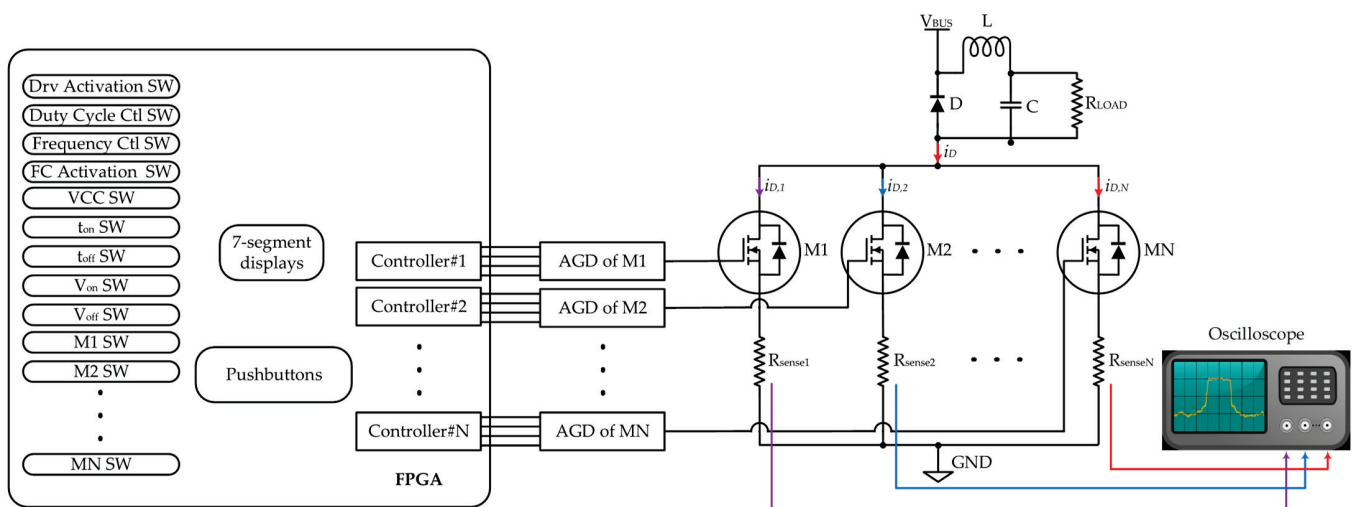 Drv Activation SW
Duty Cycle Ctl SW
Frequency Ctl SW
FC Activation SW
VCC SW
ton SW
toff SW
Von SW
Voff SW
M1 SW
M2 SW
MN SW
7-segment
displays
Pushbuttons
Controller#1
Controller#2
Controller#N
FPGA
AGD of M1
AGD of M2
AGD of MN
VBUS
L
D
C
RLOAD
iD
iD,1
iD,2
iD,N
M1
M2
MN
Rsense1
Rsense2
RsenseN
GND
Oscilloscope